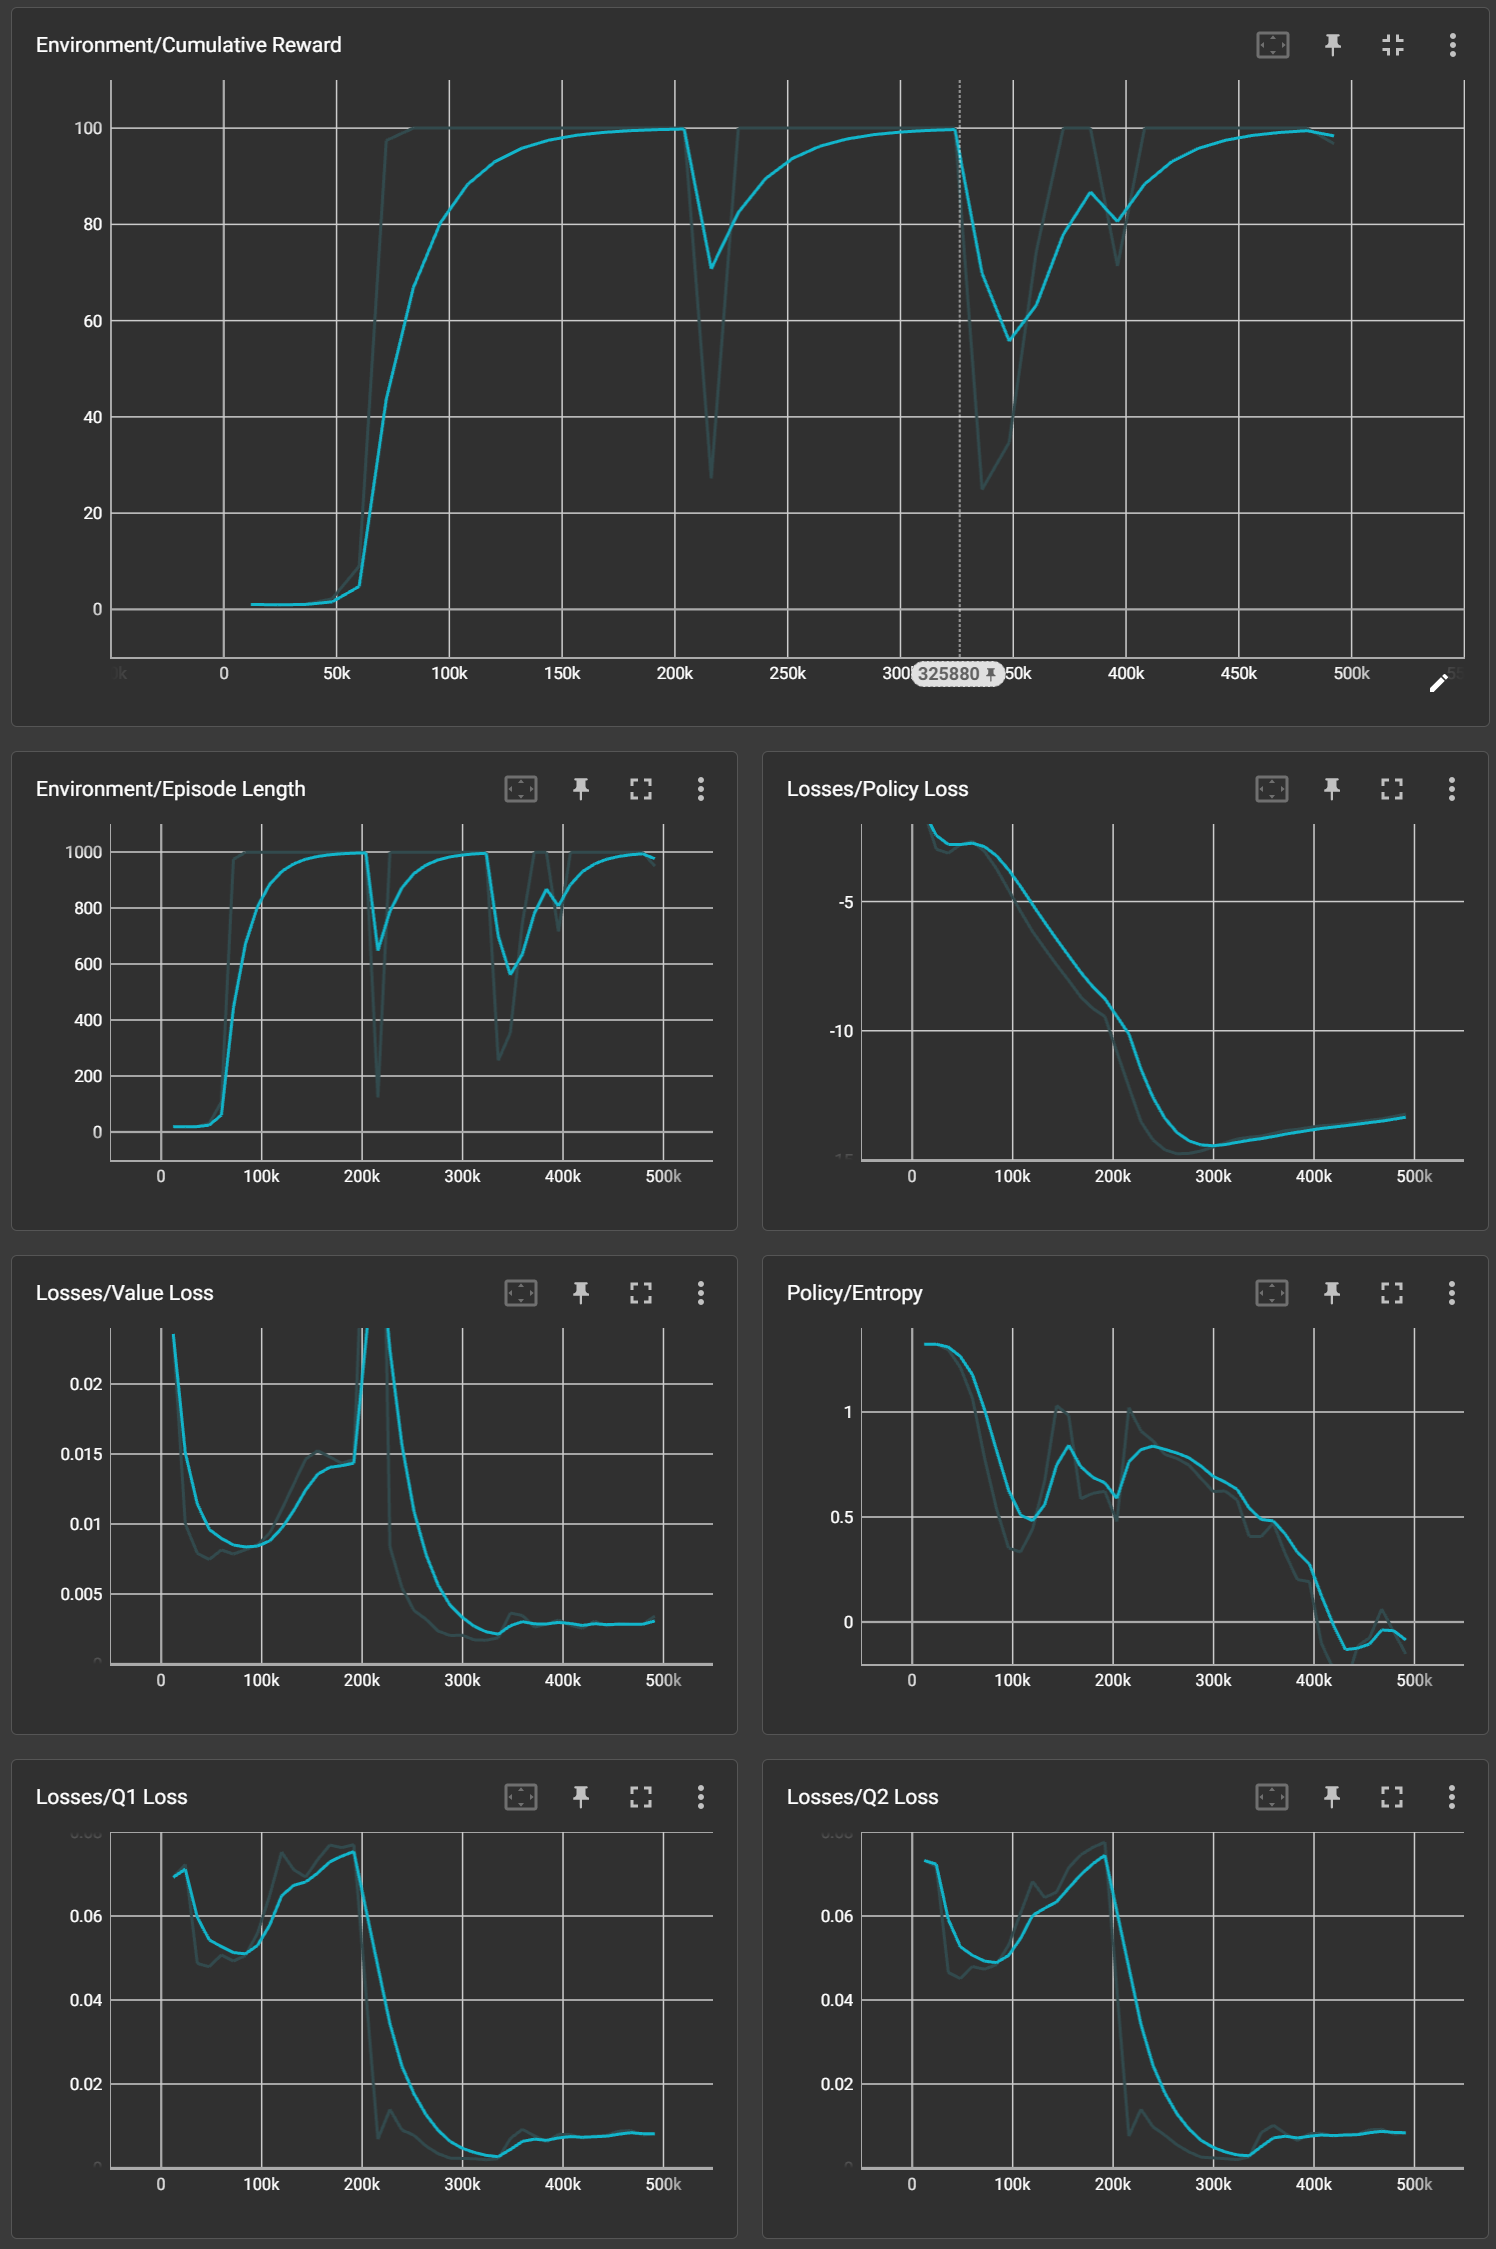 Environment/Cumulative Reward
100
80
60
40
20
0
0 50k 100k 150k 200k 250k 300 325880 50k 400k 450k 500k
Environment/Episode Length
1000
800
600
400
200
0
0 100k 200k 300k 400k 500k
Losses/Policy Loss
-5
-10
0 100k 200k 300k 400k 500k
Losses/Value Loss
0.02
0.015
0.01
0.005
0 100k 200k 300k 400k 500k
Policy/Entropy
1
0.5
0
0 100k 200k 300k 400k 500k
Losses/Q1 Loss
0.06
0.04
0.02
0 100k 200k 300k 400k 500k
Losses/Q2 Loss
0.06
0.04
0.02
0 100k 200k 300k 400k 500k